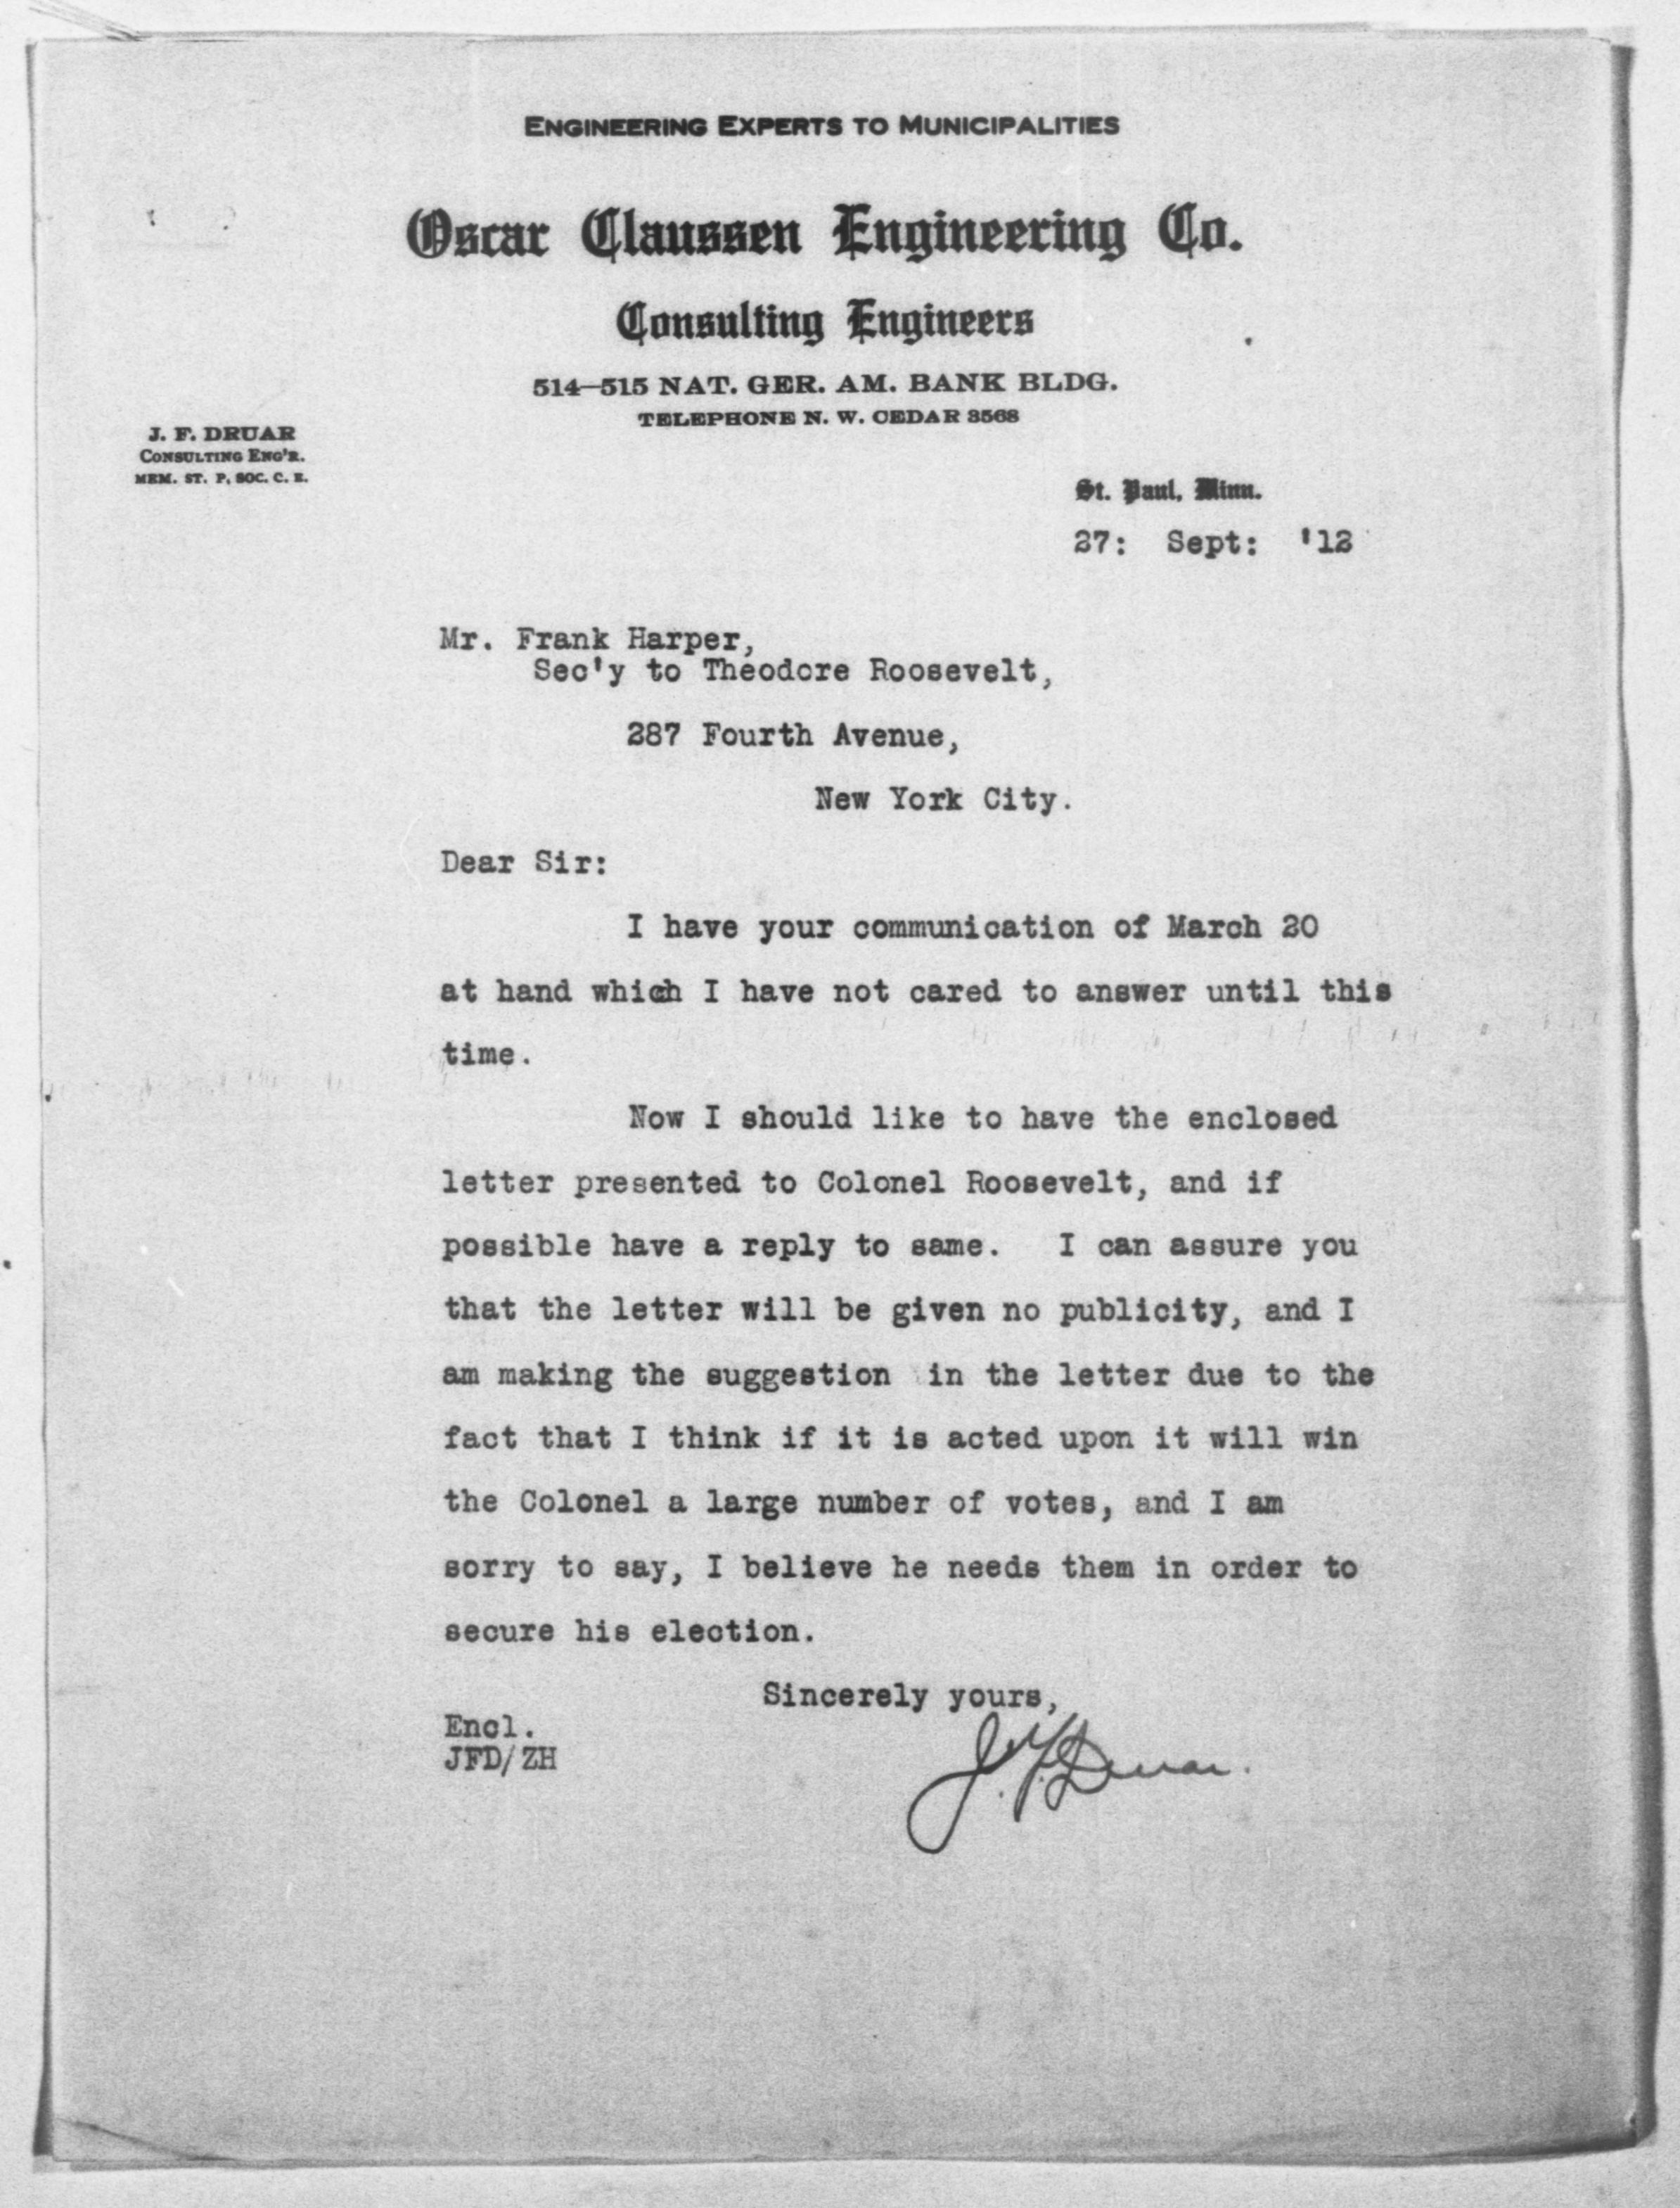 ENGINEERING EXPERTS TO MUNICIPALITIES
Oscar Claussen Engineering Co.
Consulting Engineers
514–515 NAT. GER. AM. BANK BLDG.
TELEPHONE N. W. CEDAR 3568
J. F. DRUAR
CONSULTING ENG'R.
MEM. ST. P. SOC. C. E.
St. Paul, Minn.
27: Sept: '12
Mr. Frank Harper,
Sec'y to Theodore Roosevelt,
287 Fourth Avenue,
New York City.
Dear Sir:
I have your communication of March 20
at hand which I have not cared to answer until this
time.
Now I should like to have the enclosed
letter presented to Colonel Roosevelt, and if
possible have a reply to same. I can assure you
that the letter will be given no publicity, and I
am making the suggestion in the letter due to the
fact that I think if it is acted upon it will win
the Colonel a large number of votes, and I am
sorry to say, I believe he needs them in order to
secure his election.
Sincerely yours,
Encl.
JFD/ZH
J. F. Druar.